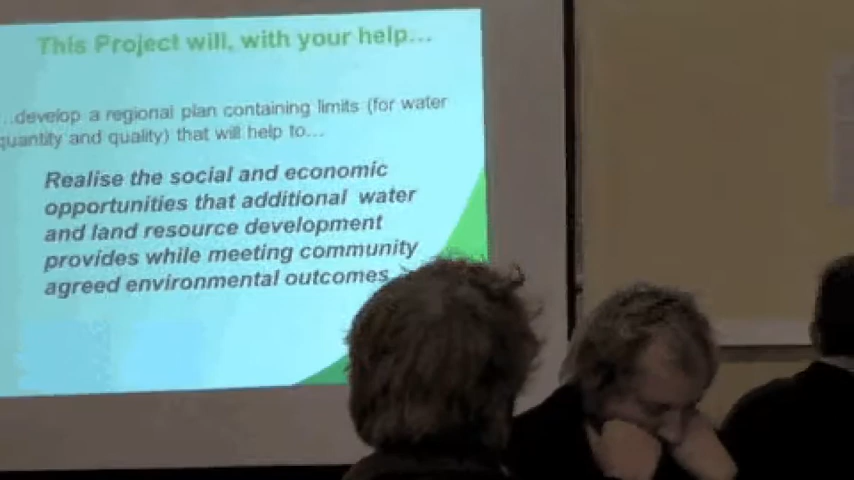 This Project will, with your help...
...develop a regional plan containing limits (for water
quantity and quality) that will help to...
Realise the social and economic
opportunities that additional water
and land resource development
provides while meeting community
agreed environmental outcomes